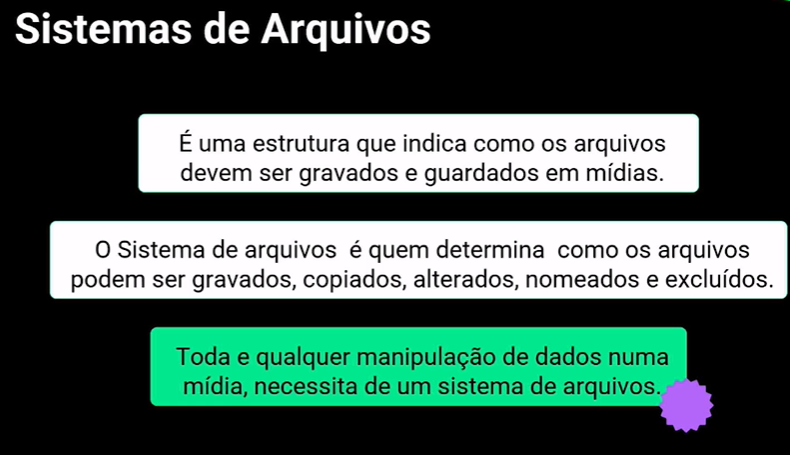 Sistemas de Arquivos
É uma estrutura que indica como os arquivos
devem ser gravados e guardados em mídias.
O Sistema de arquivos é quem determina como os arquivos
podem ser gravados, copiados, alterados, nomeados e excluídos.
Toda e qualquer manipulação de dados numa
mídia, necessita de um sistema de arquivos.